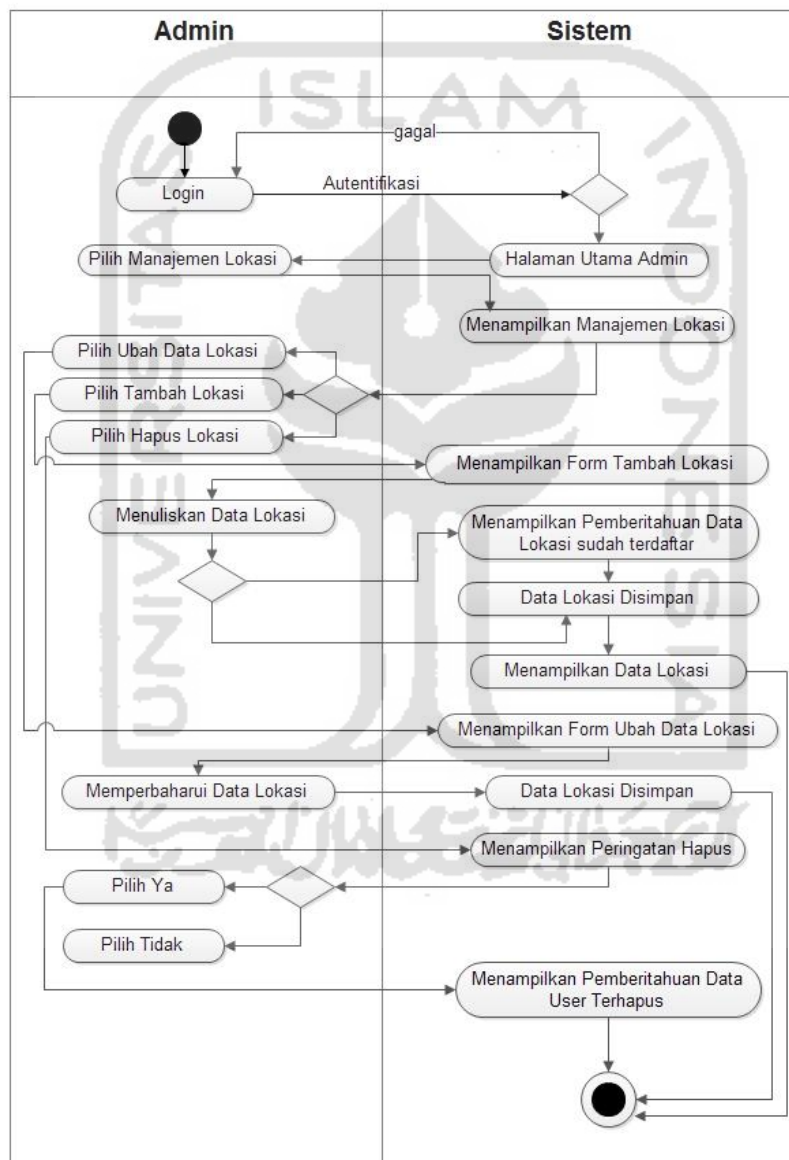 Admin
Sistem
UNIVERSITAS
ISLAM
INDONESIA
gagal
Login
Autentifikasi
Pilih Manajemen Lokasi
Halaman Utama Admin
Menampilkan Manajemen Lokasi
Pilih Ubah Data Lokasi
Pilih Tambah Lokasi
Pilih Hapus Lokasi
Menampilkan Form Tambah Lokasi
Menuliskan Data Lokasi
Menampilkan Pemberitahuan Data
Lokasi sudah terdaftar
Data Lokasi Disimpan
Menampilkan Data Lokasi
Menampilkan Form Ubah Data Lokasi
Memperbaharui Data Lokasi
Data Lokasi Disimpan
Menampilkan Peringatan Hapus
Pilih Ya
Pilih Tidak
Menampilkan Pemberitahuan Data
User Terhapus